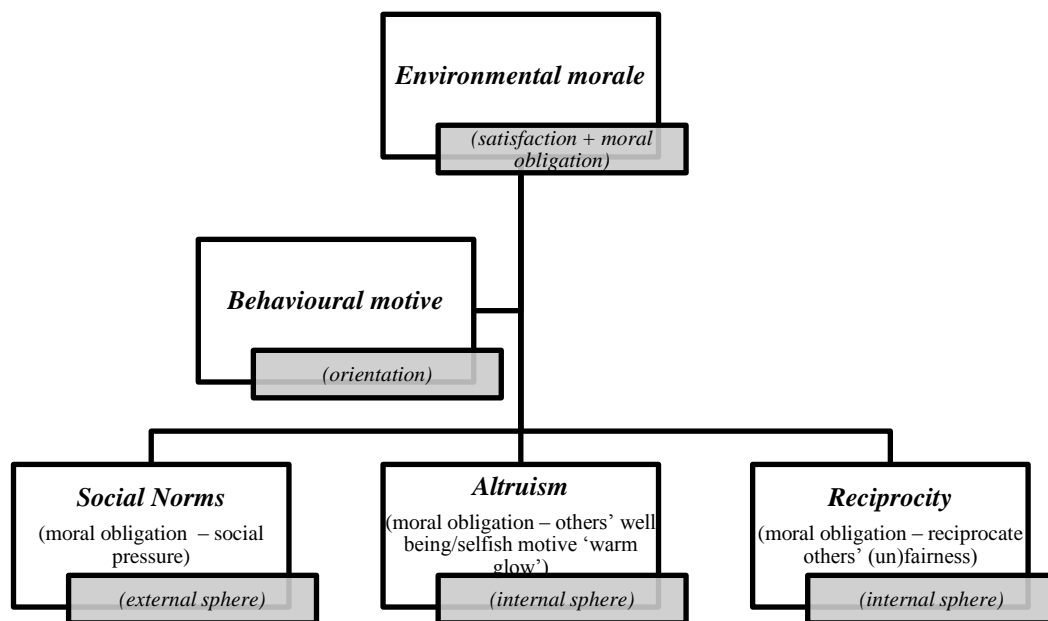 Environmental morale
(satisfaction + moral
obligation)
Behavioural motive
(orientation)
Social Norms
(moral obligation – social
pressure)
(external sphere)
Altruism
(moral obligation – others’ well
being/selfish motive ‘warm
glow’)
(internal sphere)
Reciprocity
(moral obligation – reciprocate
others’ (un)fairness)
(internal sphere)